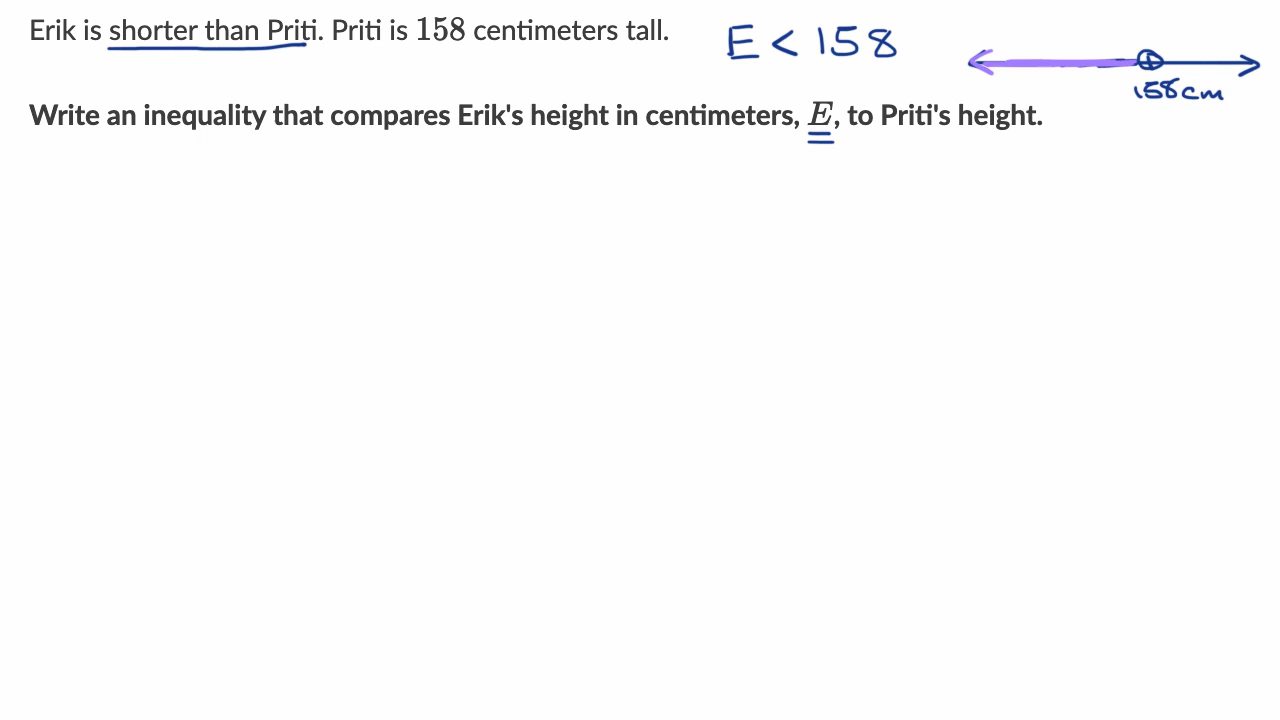 Erik is shorter than Priti. Priti is 158 centimeters tall.
E < 158
158cm
Write an inequality that compares Erik's height in centimeters, E, to Priti's height.